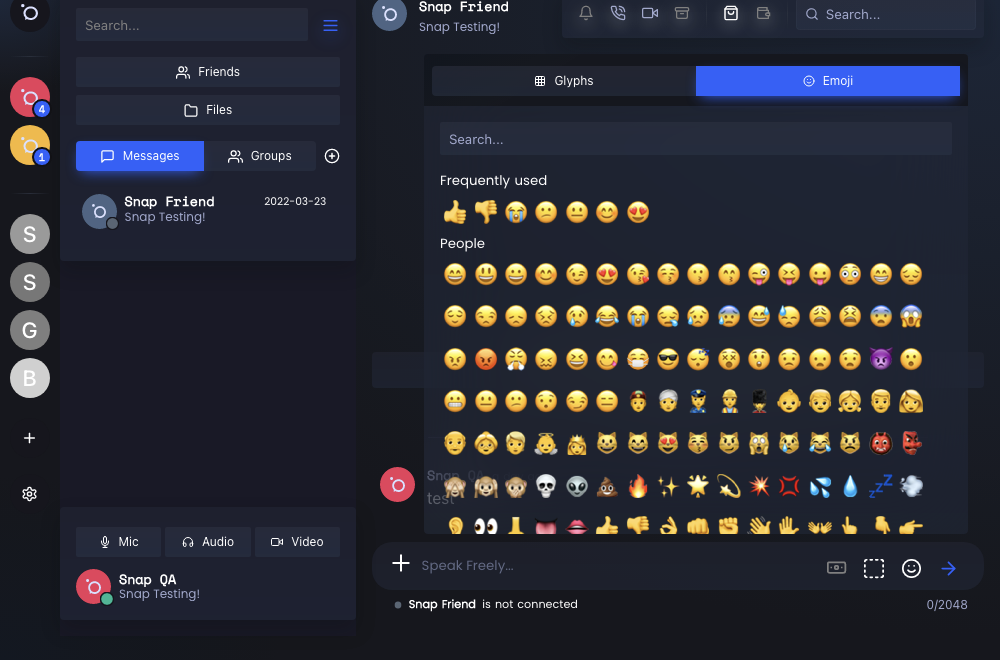 4
1
S
S
G
B
Search...
Friends
Files
Messages
Groups
Snap Friend
2022-03-23
Snap Testing!
Mic
Audio
Video
Snap QA
Snap Testing!
Snap Friend
Snap Testing!
Search...
Glyphs
Emoji
Search...
Frequently used
People
Snap QA
test
Speak Freely...
Snap Friend is not connected
0/2048